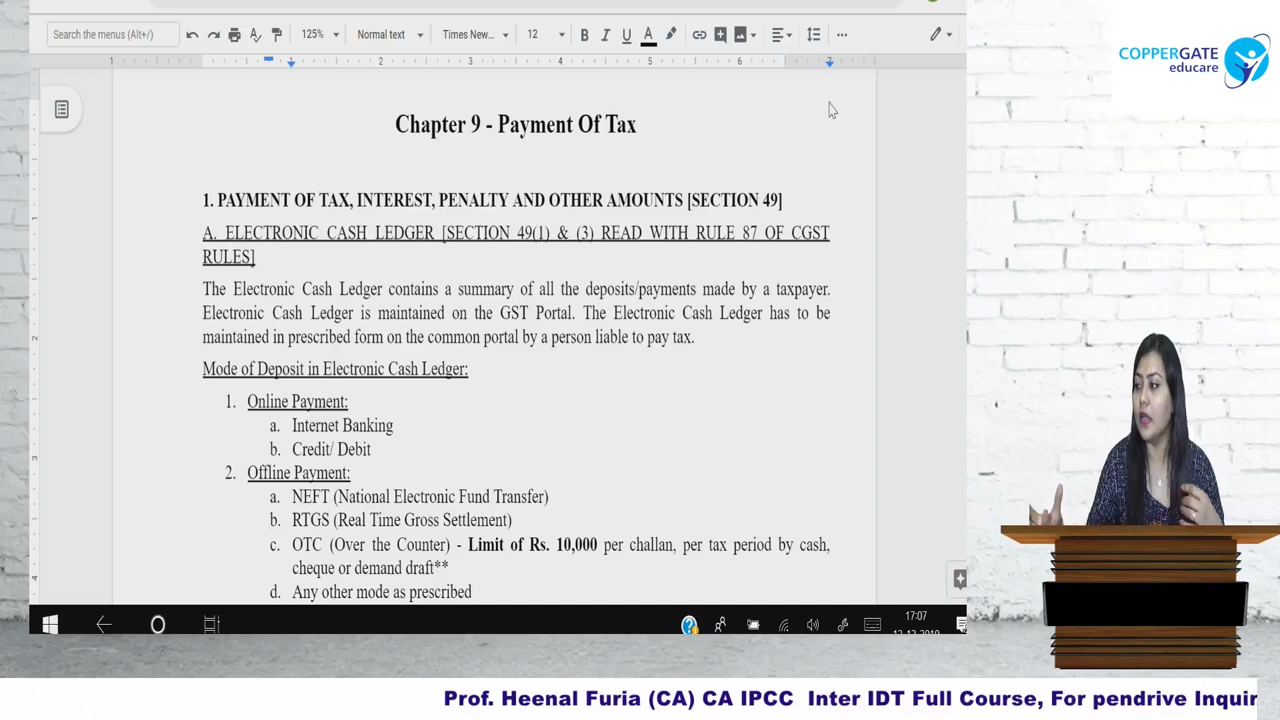 Search the menus (Alt+/)
125%
Normal text
Times New...
12
B I U A
COPPERGATE
educare
1 1 2 3 4 5 6 7
Chapter 9 - Payment Of Tax
1. PAYMENT OF TAX, INTEREST, PENALTY AND OTHER AMOUNTS [SECTION 49]
A. ELECTRONIC CASH LEDGER [SECTION 49(1) & (3) READ WITH RULE 87 OF CGST
RULES]
The Electronic Cash Ledger contains a summary of all the deposits/payments made by a taxpayer.
Electronic Cash Ledger is maintained on the GST Portal. The Electronic Cash Ledger has to be
maintained in prescribed form on the common portal by a person liable to pay tax.
Mode of Deposit in Electronic Cash Ledger:
1. Online Payment:
a. Internet Banking
b. Credit/ Debit
2. Offline Payment:
a. NEFT (National Electronic Fund Transfer)
b. RTGS (Real Time Gross Settlement)
c. OTC (Over the Counter) - Limit of Rs. 10,000 per challan, per tax period by cash,
cheque or demand draft**
d. Any other mode as prescribed
17:07
Prof. Heenal Furia (CA) CA IPCC Inter IDT Full Course, For pendrive Inquir